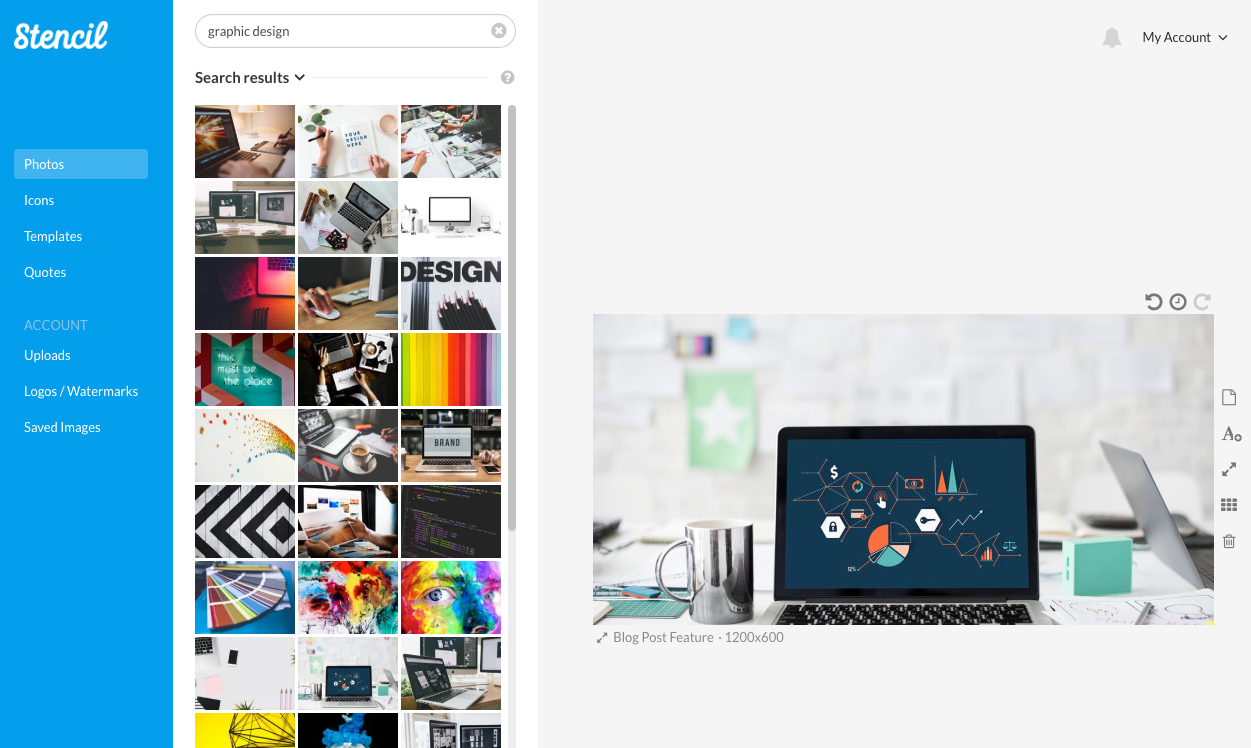 Stencil
graphic design
My Account
Search results
Photos
Icons
Templates
Quotes
ACCOUNT
Uploads
Logos / Watermarks
Saved Images
YOUR
DESIGN
HERE
DESIGN
this
must be
the place
BRAND
$
12%
Blog Post Feature · 1200x600